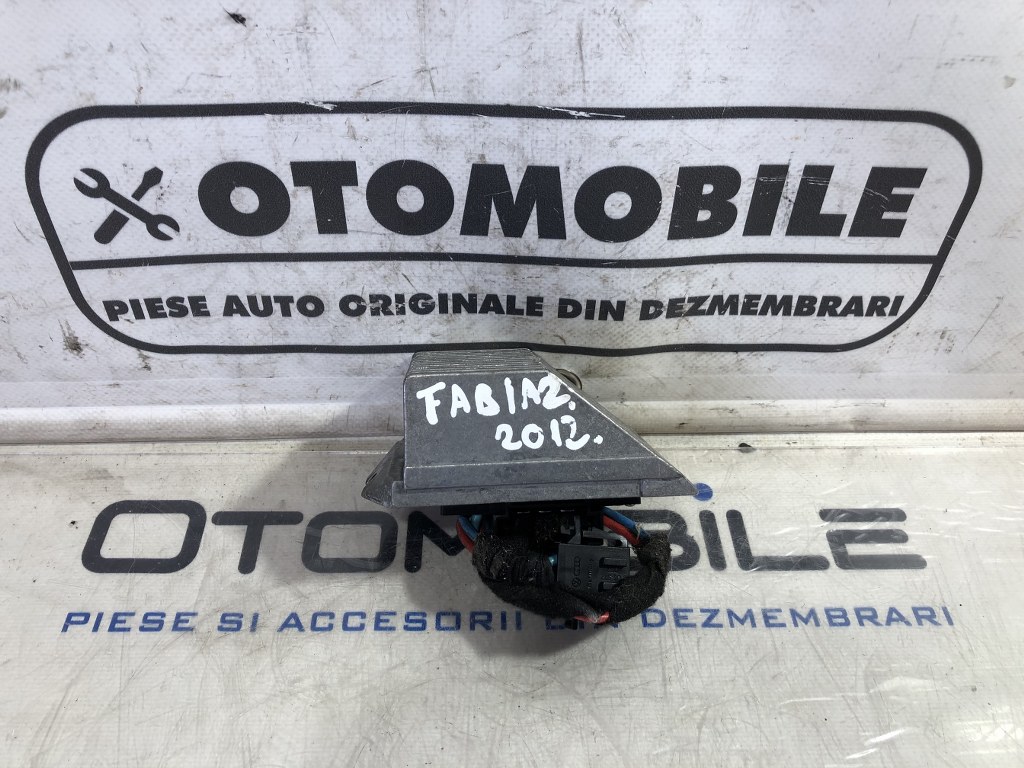 OTOMOBILE
PIESE AUTO ORIGINALE DIN DEZMEMBRARI
FABIA2.
2012.
OTOMOBILE
PIESE SI ACCESORII DIN DEZMEMBRARI